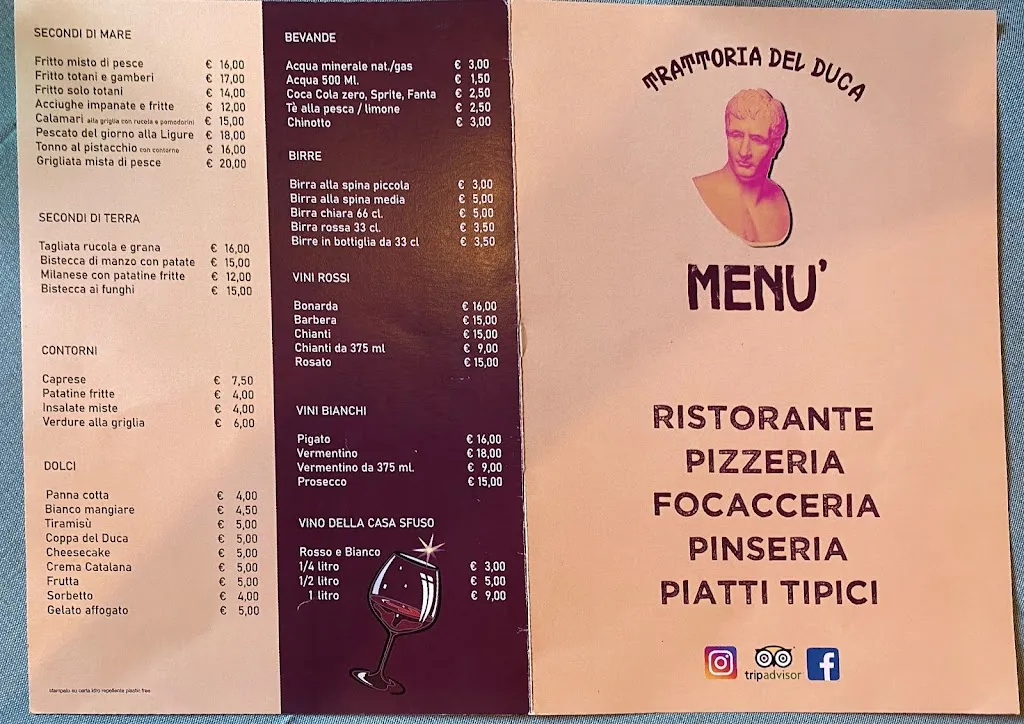 SECONDI DI MARE
Fritto misto di pesce € 16,00
Fritto totani e gamberi € 17,00
Fritto solo totani € 14,00
Acciughe impanate e fritte € 12,00
Calamari alla griglia con rucola e pomodorini € 15,00
Pescato del giorno alla Ligure € 18,00
Tonno al pistacchio con contorno € 16,00
Grigliata mista di pesce € 20,00
SECONDI DI TERRA
Tagliata rucola e grana € 16,00
Bistecca di manzo con patate € 15,00
Milanese con patatine fritte € 12,00
Bistecca ai funghi € 15,00
CONTORNI
Caprese € 7,50
Patatine fritte € 4,00
Insalate miste € 4,00
Verdure alla griglia € 6,00
DOLCI
Panna cotta € 4,00
Bianco mangiare € 4,50
Tiramisù € 5,00
Coppa del Duca € 5,00
Cheesecake € 5,00
Crema Catalana € 5,00
Frutta € 5,00
Sorbetto € 4,00
Gelato affogato € 5,00
stampato su carta idro repellente plastic free
BEVANDE
Acqua minerale nat./gas € 3,00
Acqua 500 Ml. € 1,50
Coca Cola zero, Sprite, Fanta € 2,50
Tè alla pesca / limone € 2,50
Chinotto € 3,00
BIRRE
Birra alla spina piccola € 3,00
Birra alla spina media € 5,00
Birra chiara 66 cl. € 5,00
Birra rossa 33 cl. € 3,50
Birre in bottiglia da 33 cl € 3,50
VINI ROSSI
Bonarda € 16,00
Barbera € 15,00
Chianti € 15,00
Chianti da 375 ml € 9,00
Rosato € 15,00
VINI BIANCHI
Pigato € 16,00
Vermentino € 18,00
Vermentino da 375 ml. € 9,00
Prosecco € 15,00
VINO DELLA CASA SFUSO
Rosso e Bianco
1/4 litro € 3,00
1/2 litro € 5,00
1 litro € 9,00
TRATTORIA DEL DUCA
MENU'
RISTORANTE
PIZZERIA
FOCACCERIA
PINSERIA
PIATTI TIPICI
tripadvisor